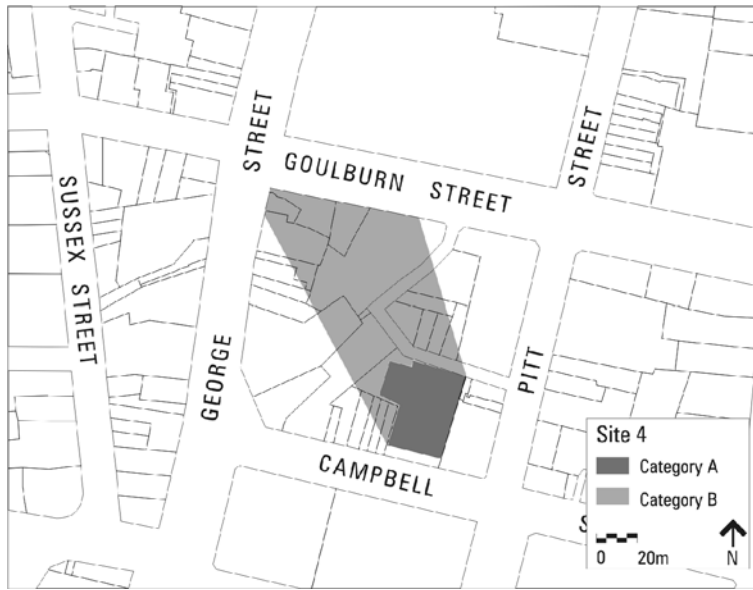 GOULBURN STREET
STREET
STREET
SUSSEX STREET
GEORGE
PITT
CAMPBELL
S
Site 4
Category A
Category B
0 20m
N